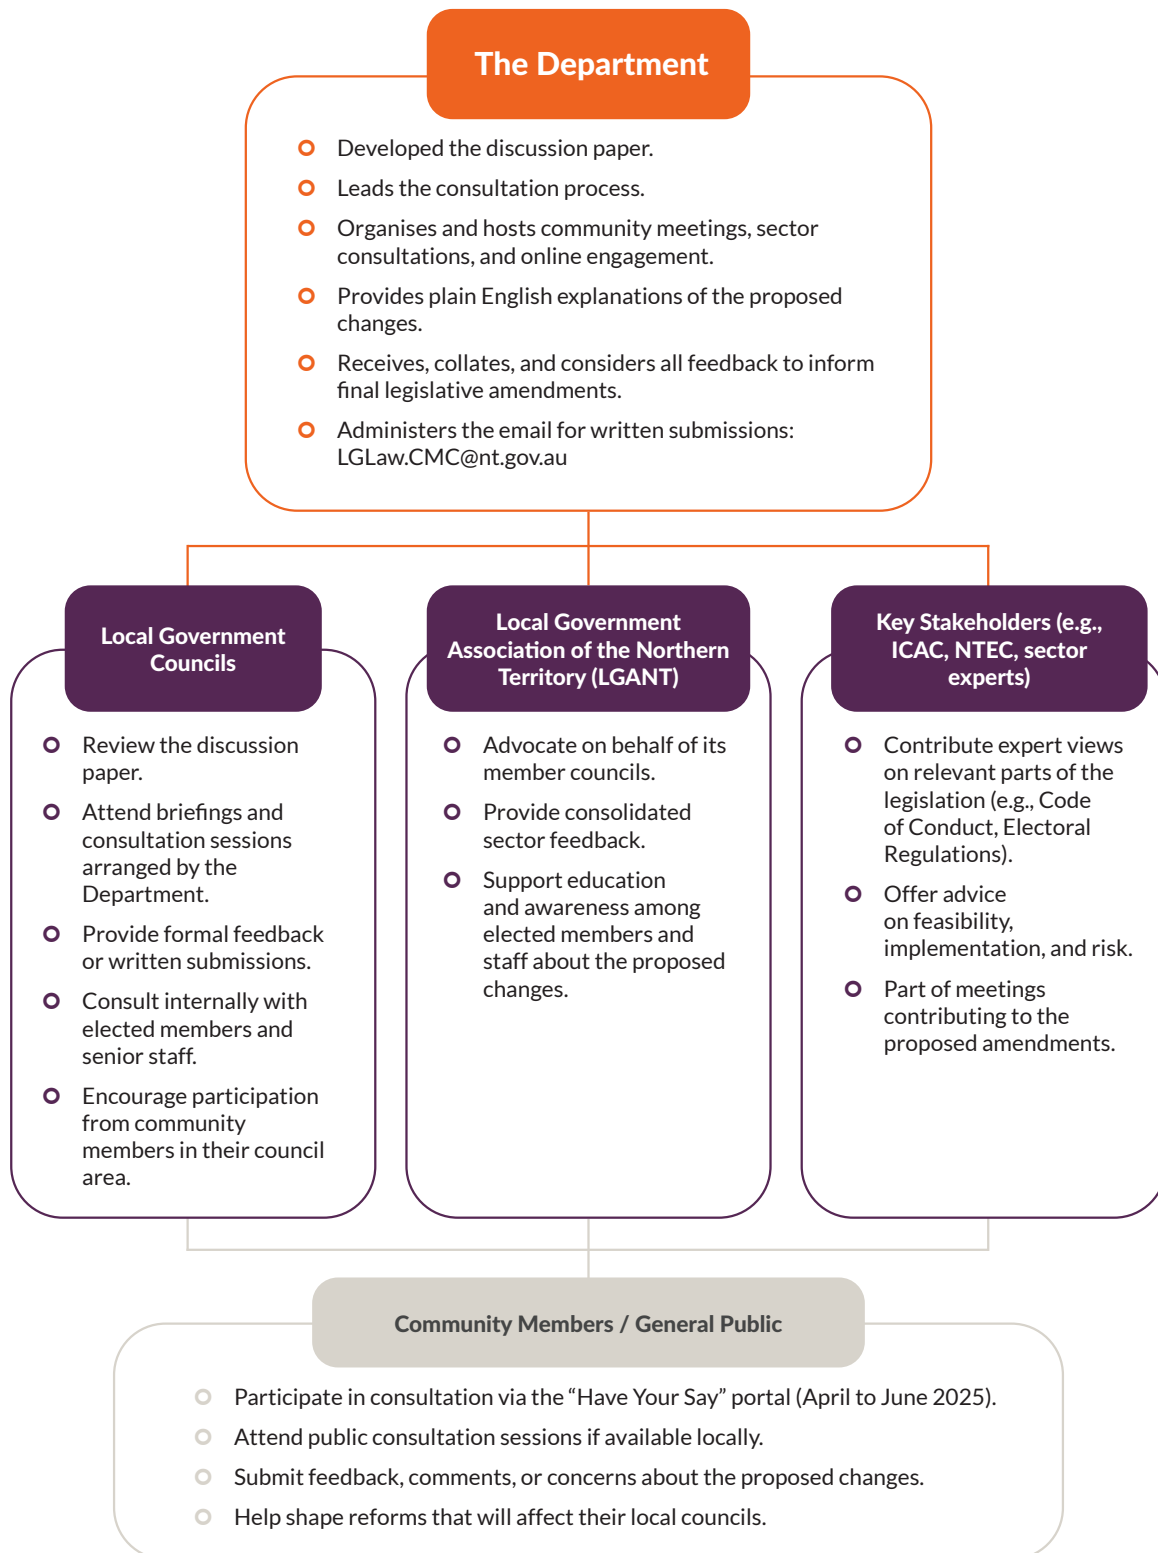 The Department
Developed the discussion paper.
Leads the consultation process.
Organises and hosts community meetings, sector
consultations, and online engagement.
Provides plain English explanations of the proposed
changes.
Receives, collates, and considers all feedback to inform
final legislative amendments.
Administers the email for written submissions:
LGLaw.CMC@nt.gov.au
Local Government
Councils
Review the discussion
paper.
Attend briefings and
consultation sessions
arranged by the
Department.
Provide formal feedback
or written submissions.
Consult internally with
elected members and
senior staff.
Encourage participation
from community
members in their council
area.
Local Government
Association of the Northern
Territory (LGANT)
Advocate on behalf of its
member councils.
Provide consolidated
sector feedback.
Support education
and awareness among
elected members and
staff about the proposed
changes.
Key Stakeholders (e.g.,
ICAC, NTEC, sector
experts)
Contribute expert views
on relevant parts of the
legislation (e.g., Code
of Conduct, Electoral
Regulations).
Offer advice
on feasibility,
implementation, and risk.
Part of meetings
contributing to the
proposed amendments.
Community Members / General Public
Participate in consultation via the “Have Your Say” portal (April to June 2025).
Attend public consultation sessions if available locally.
Submit feedback, comments, or concerns about the proposed changes.
Help shape reforms that will affect their local councils.